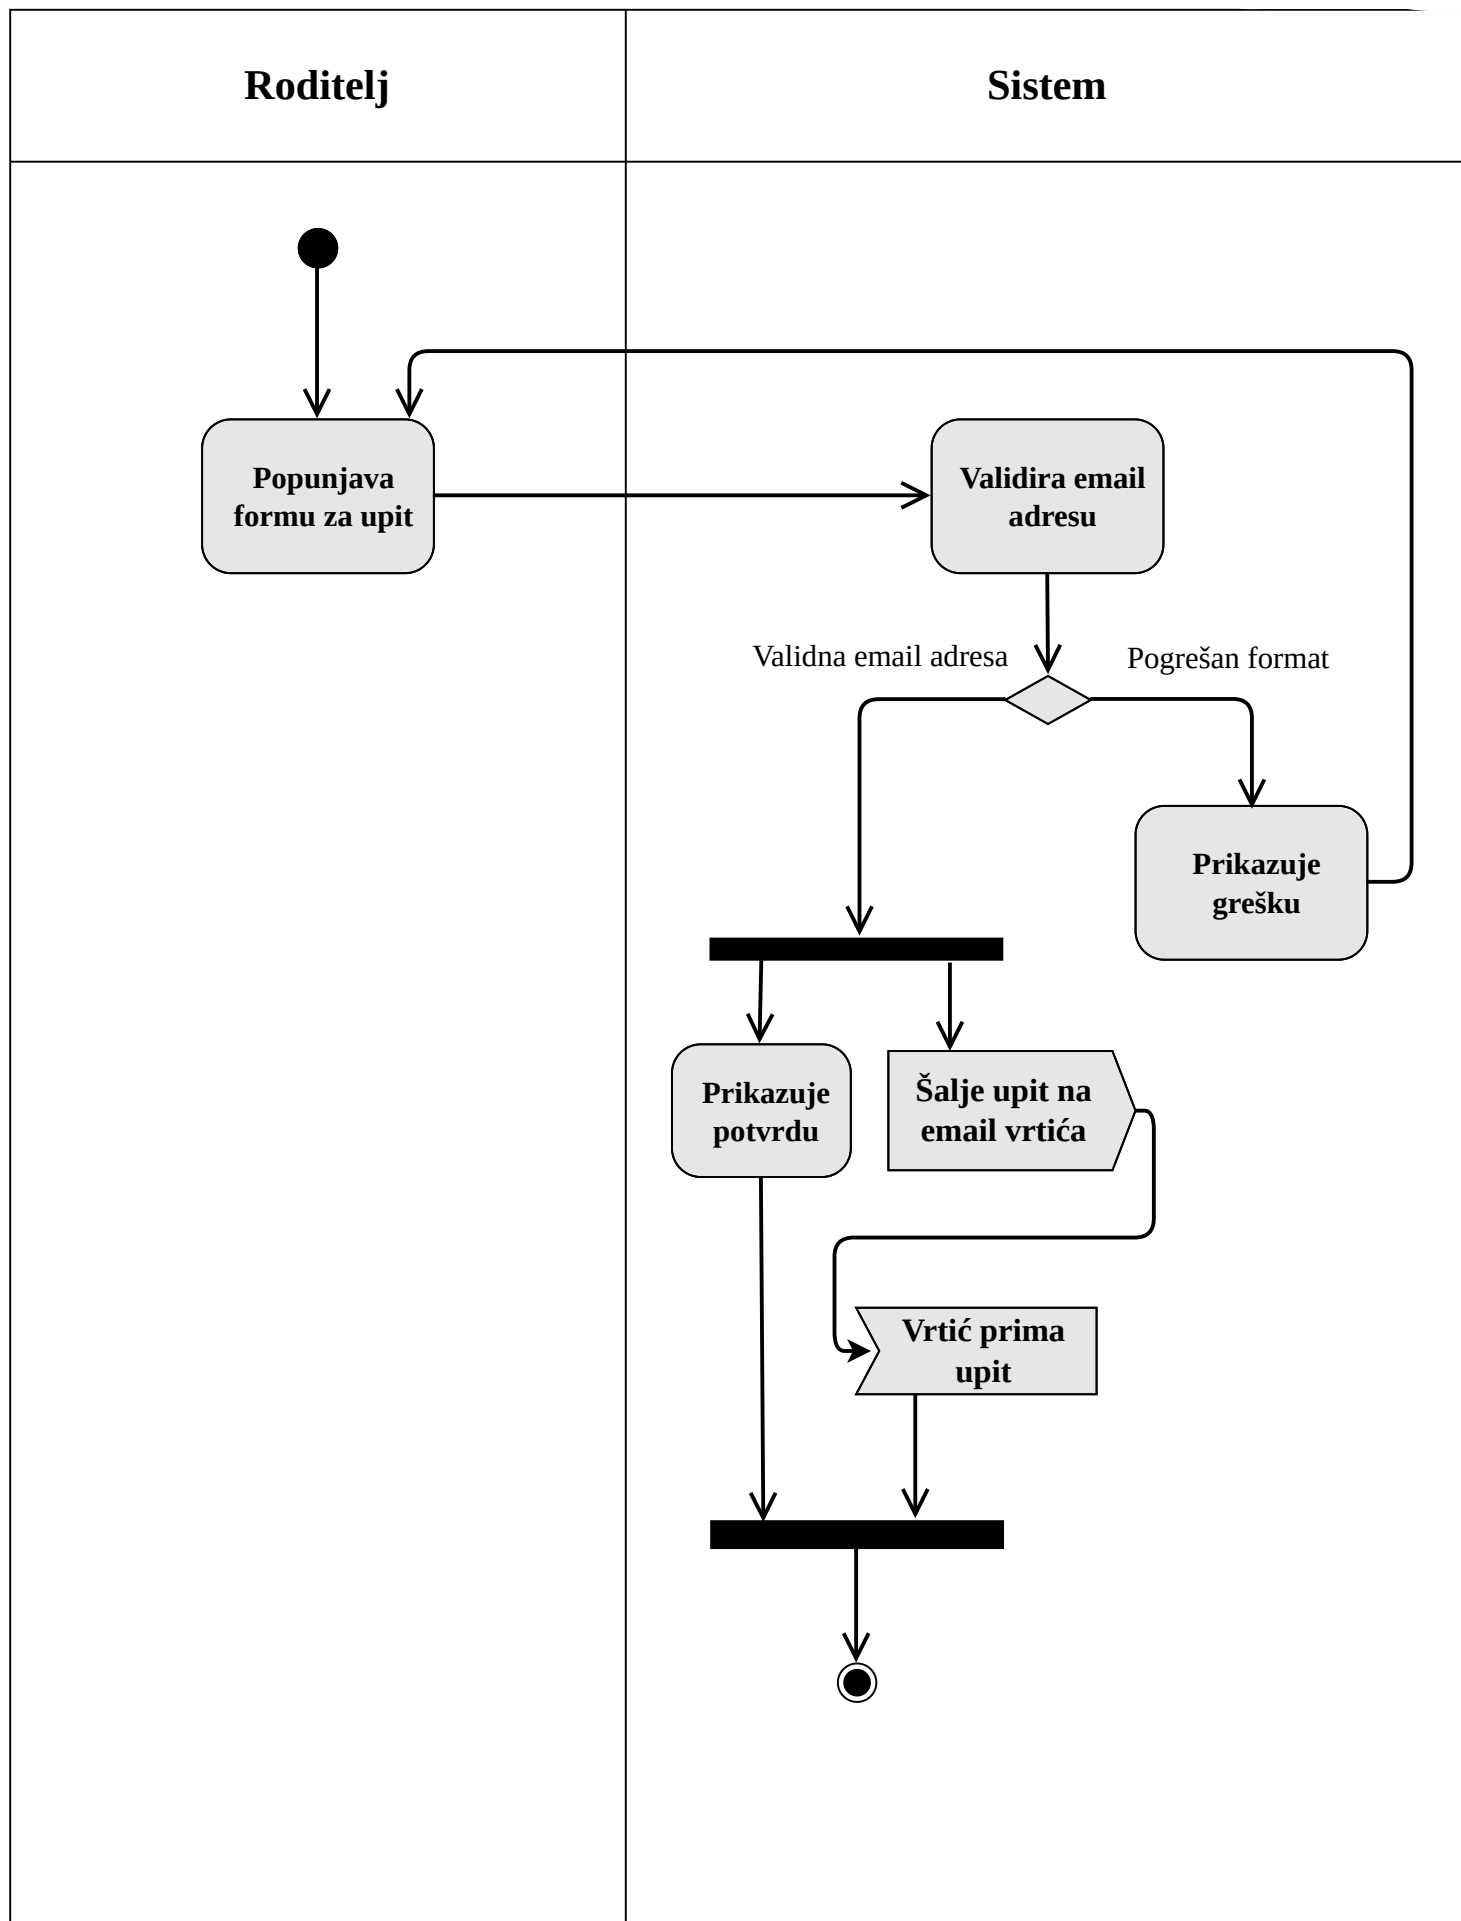 Roditelj
Sistem
Popunjava
formu za upit
Validira email
adresu
Validna email adresa
Pogrešan format
Prikazuje
grešku
Prikazuje
potvrdu
Šalje upit na
email vrtića
Vrtić prima
upit